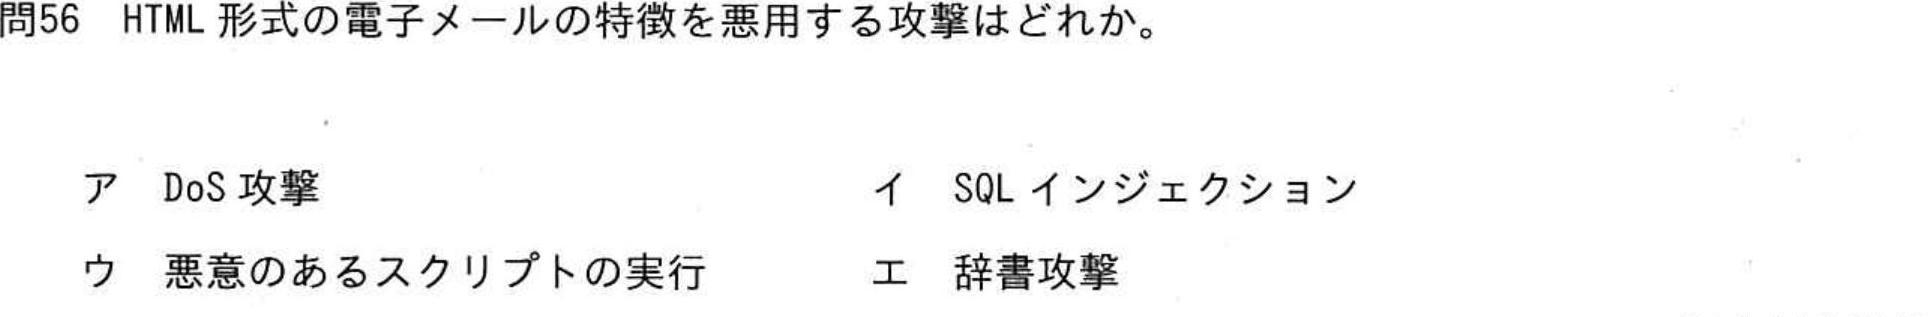 問56 HTML 形式の電子メールの特徴を悪用する攻撃はどれか。
ア DoS 攻撃 イ SQL インジェクション
ウ 悪意のあるスクリプトの実行 エ 辞書攻撃